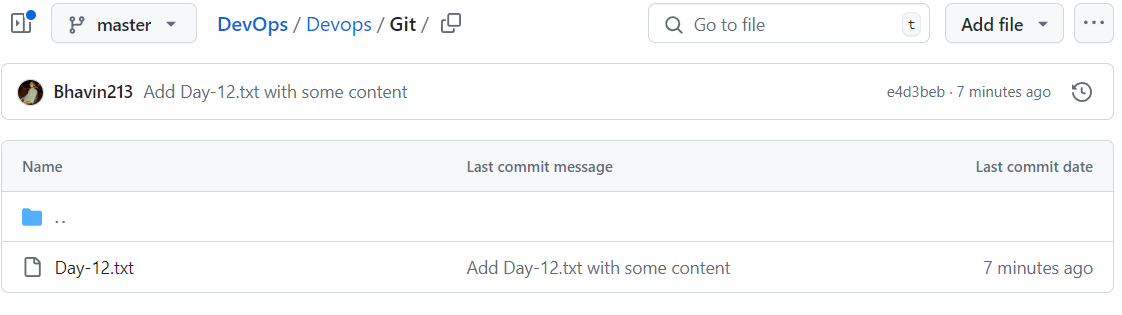 master DevOps / Devops / Git / Go to file t Add file ...
Bhavin213 Add Day-12.txt with some content e4d3beb · 7 minutes ago
Name Last commit message Last commit date
..
Day-12.txt Add Day-12.txt with some content 7 minutes ago